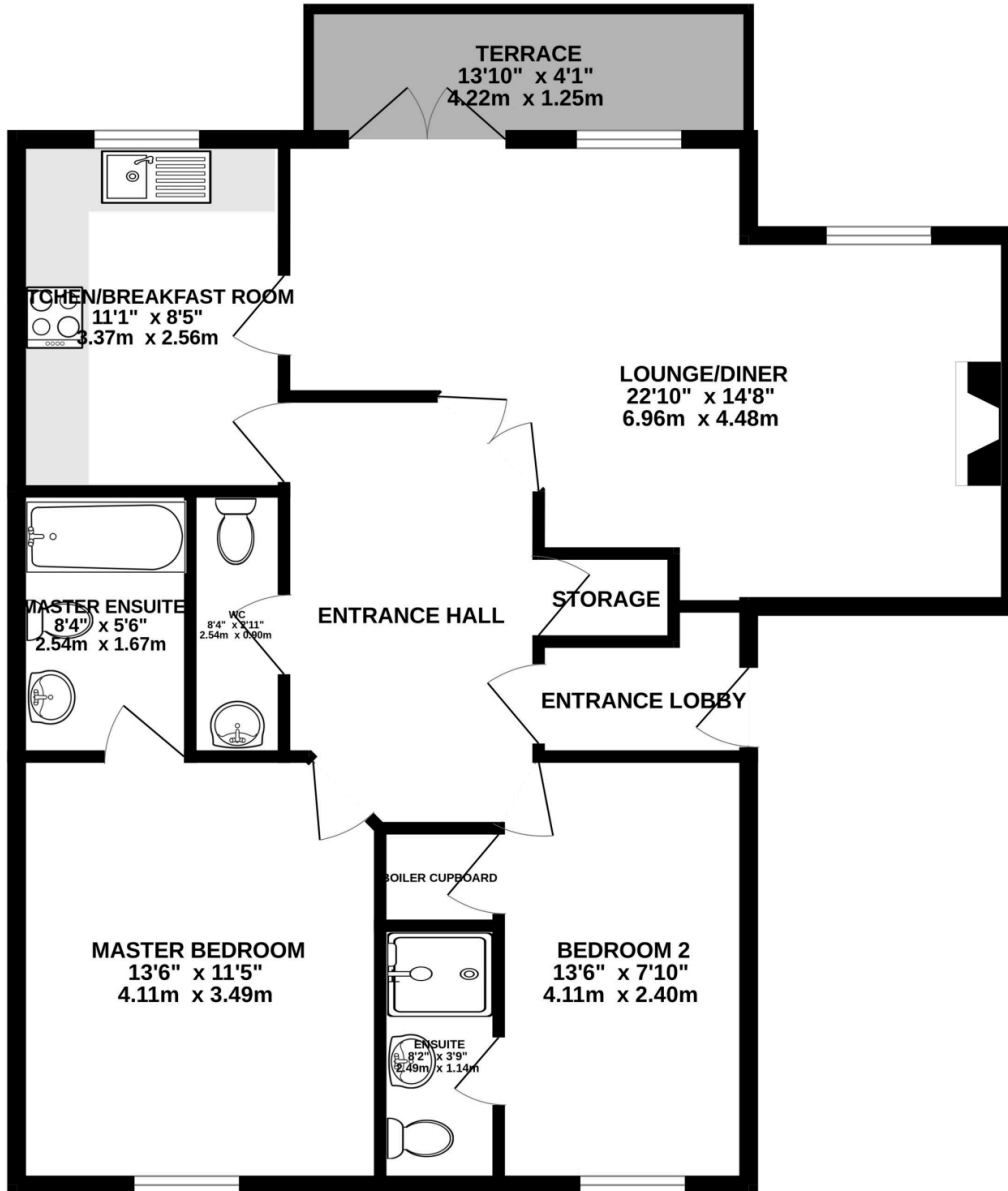 TERRACE
13'10" x 4'1"
4.22m x 1.25m
TCHEN/BREAKFAST ROOM
11'1" x 8'5"
3.37m x 2.56m
LOUNGE/DINER
22'10" x 14'8"
6.96m x 4.48m
MASTER ENSUITE
8'4" x 5'6"
2.54m x 1.67m
WC
8'4" x 2'11"
2.54m x 0.90m
ENTRANCE HALL
STORAGE
ENTRANCE LOBBY
BOILER CUPBOARD
MASTER BEDROOM
13'6" x 11'5"
4.11m x 3.49m
BEDROOM 2
13'6" x 7'10"
4.11m x 2.40m
ENSUITE
8'2" x 3'9"
2.49m x 1.14m